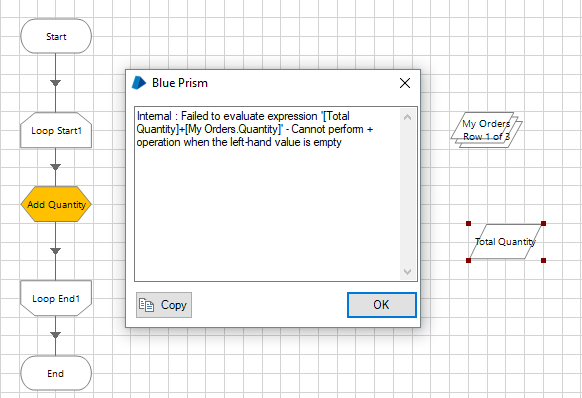 Start
Loop Start1
Add Quantity
Loop End1
End
Blue Prism
Internal : Failed to evaluate expression '[Total
Quantity]+[My Orders.Quantity]' - Cannot perform +
operation when the left-hand value is empty
Copy
OK
My Orders
Row 1 of 3
Total Quantity